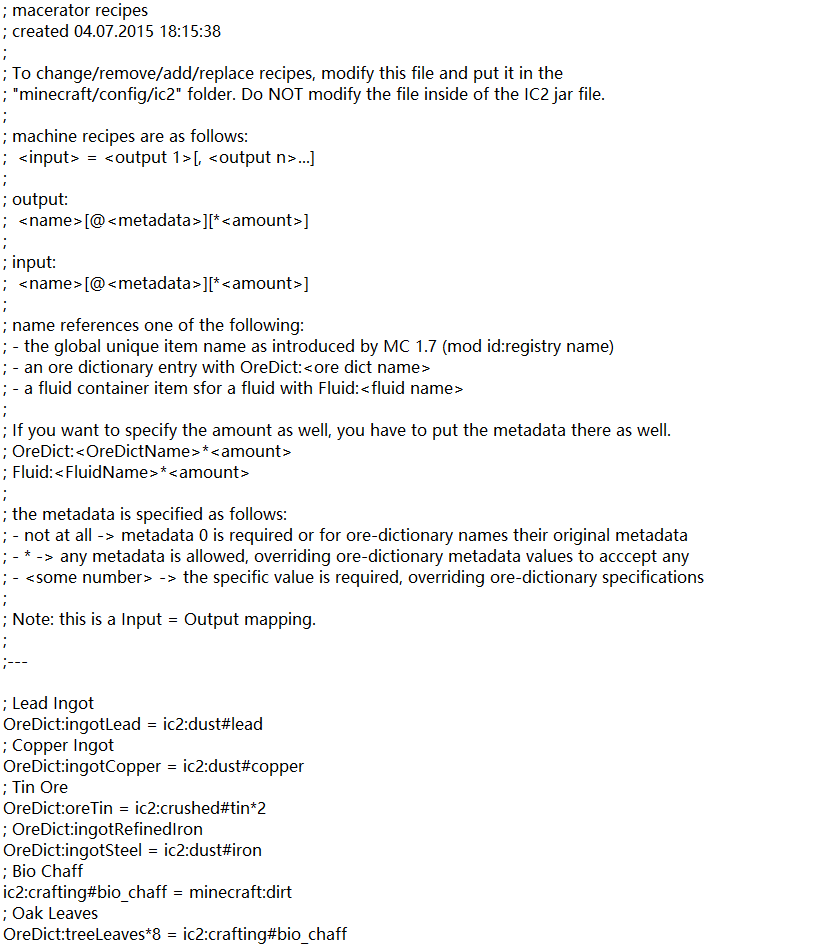 ; macerator recipes
; created 04.07.2015 18:15:38
;
; To change/remove/add/replace recipes, modify this file and put it in the
; "minecraft/config/ic2" folder. Do NOT modify the file inside of the IC2 jar file.
;
; machine recipes are as follows:
;  <input> = <output 1>[, <output n>...]
;
; output:
;  <name>[@<metadata>][*<amount>]
;
; input:
;  <name>[@<metadata>][*<amount>]
;
; name references one of the following:
; - the global unique item name as introduced by MC 1.7 (mod id:registry name)
; - an ore dictionary entry with OreDict:<ore dict name>
; - a fluid container item sfor a fluid with Fluid:<fluid name>
;
; If you want to specify the amount as well, you have to put the metadata there as well.
; OreDict:<OreDictName>*<amount>
; Fluid:<FluidName>*<amount>
;
; the metadata is specified as follows:
; - not at all -> metadata 0 is required or for ore-dictionary names their original metadata
; - * -> any metadata is allowed, overriding ore-dictionary metadata values to acccept any
; - <some number> -> the specific value is required, overriding ore-dictionary specifications
;
; Note: this is a Input = Output mapping.
;
;---

; Lead Ingot
OreDict:ingotLead = ic2:dust#lead
; Copper Ingot
OreDict:ingotCopper = ic2:dust#copper
; Tin Ore
OreDict:oreTin = ic2:crushed#tin*2
; OreDict:ingotRefinedIron
OreDict:ingotSteel = ic2:dust#iron
; Bio Chaff
ic2:crafting#bio_chaff = minecraft:dirt
; Oak Leaves
OreDict:treeLeaves*8 = ic2:crafting#bio_chaff